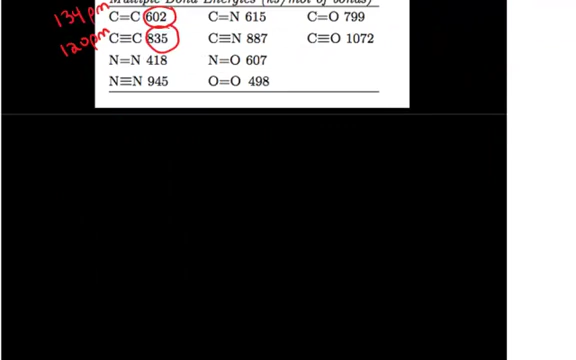 Multiple Bond Energies (kJ/mol of bonds)
134 pm C=C 602 C=N 615 C=O 799
120pm C≡C 835 C≡N 887 C≡O 1072
N=N 418 N=O 607
N≡N 945 O=O 498